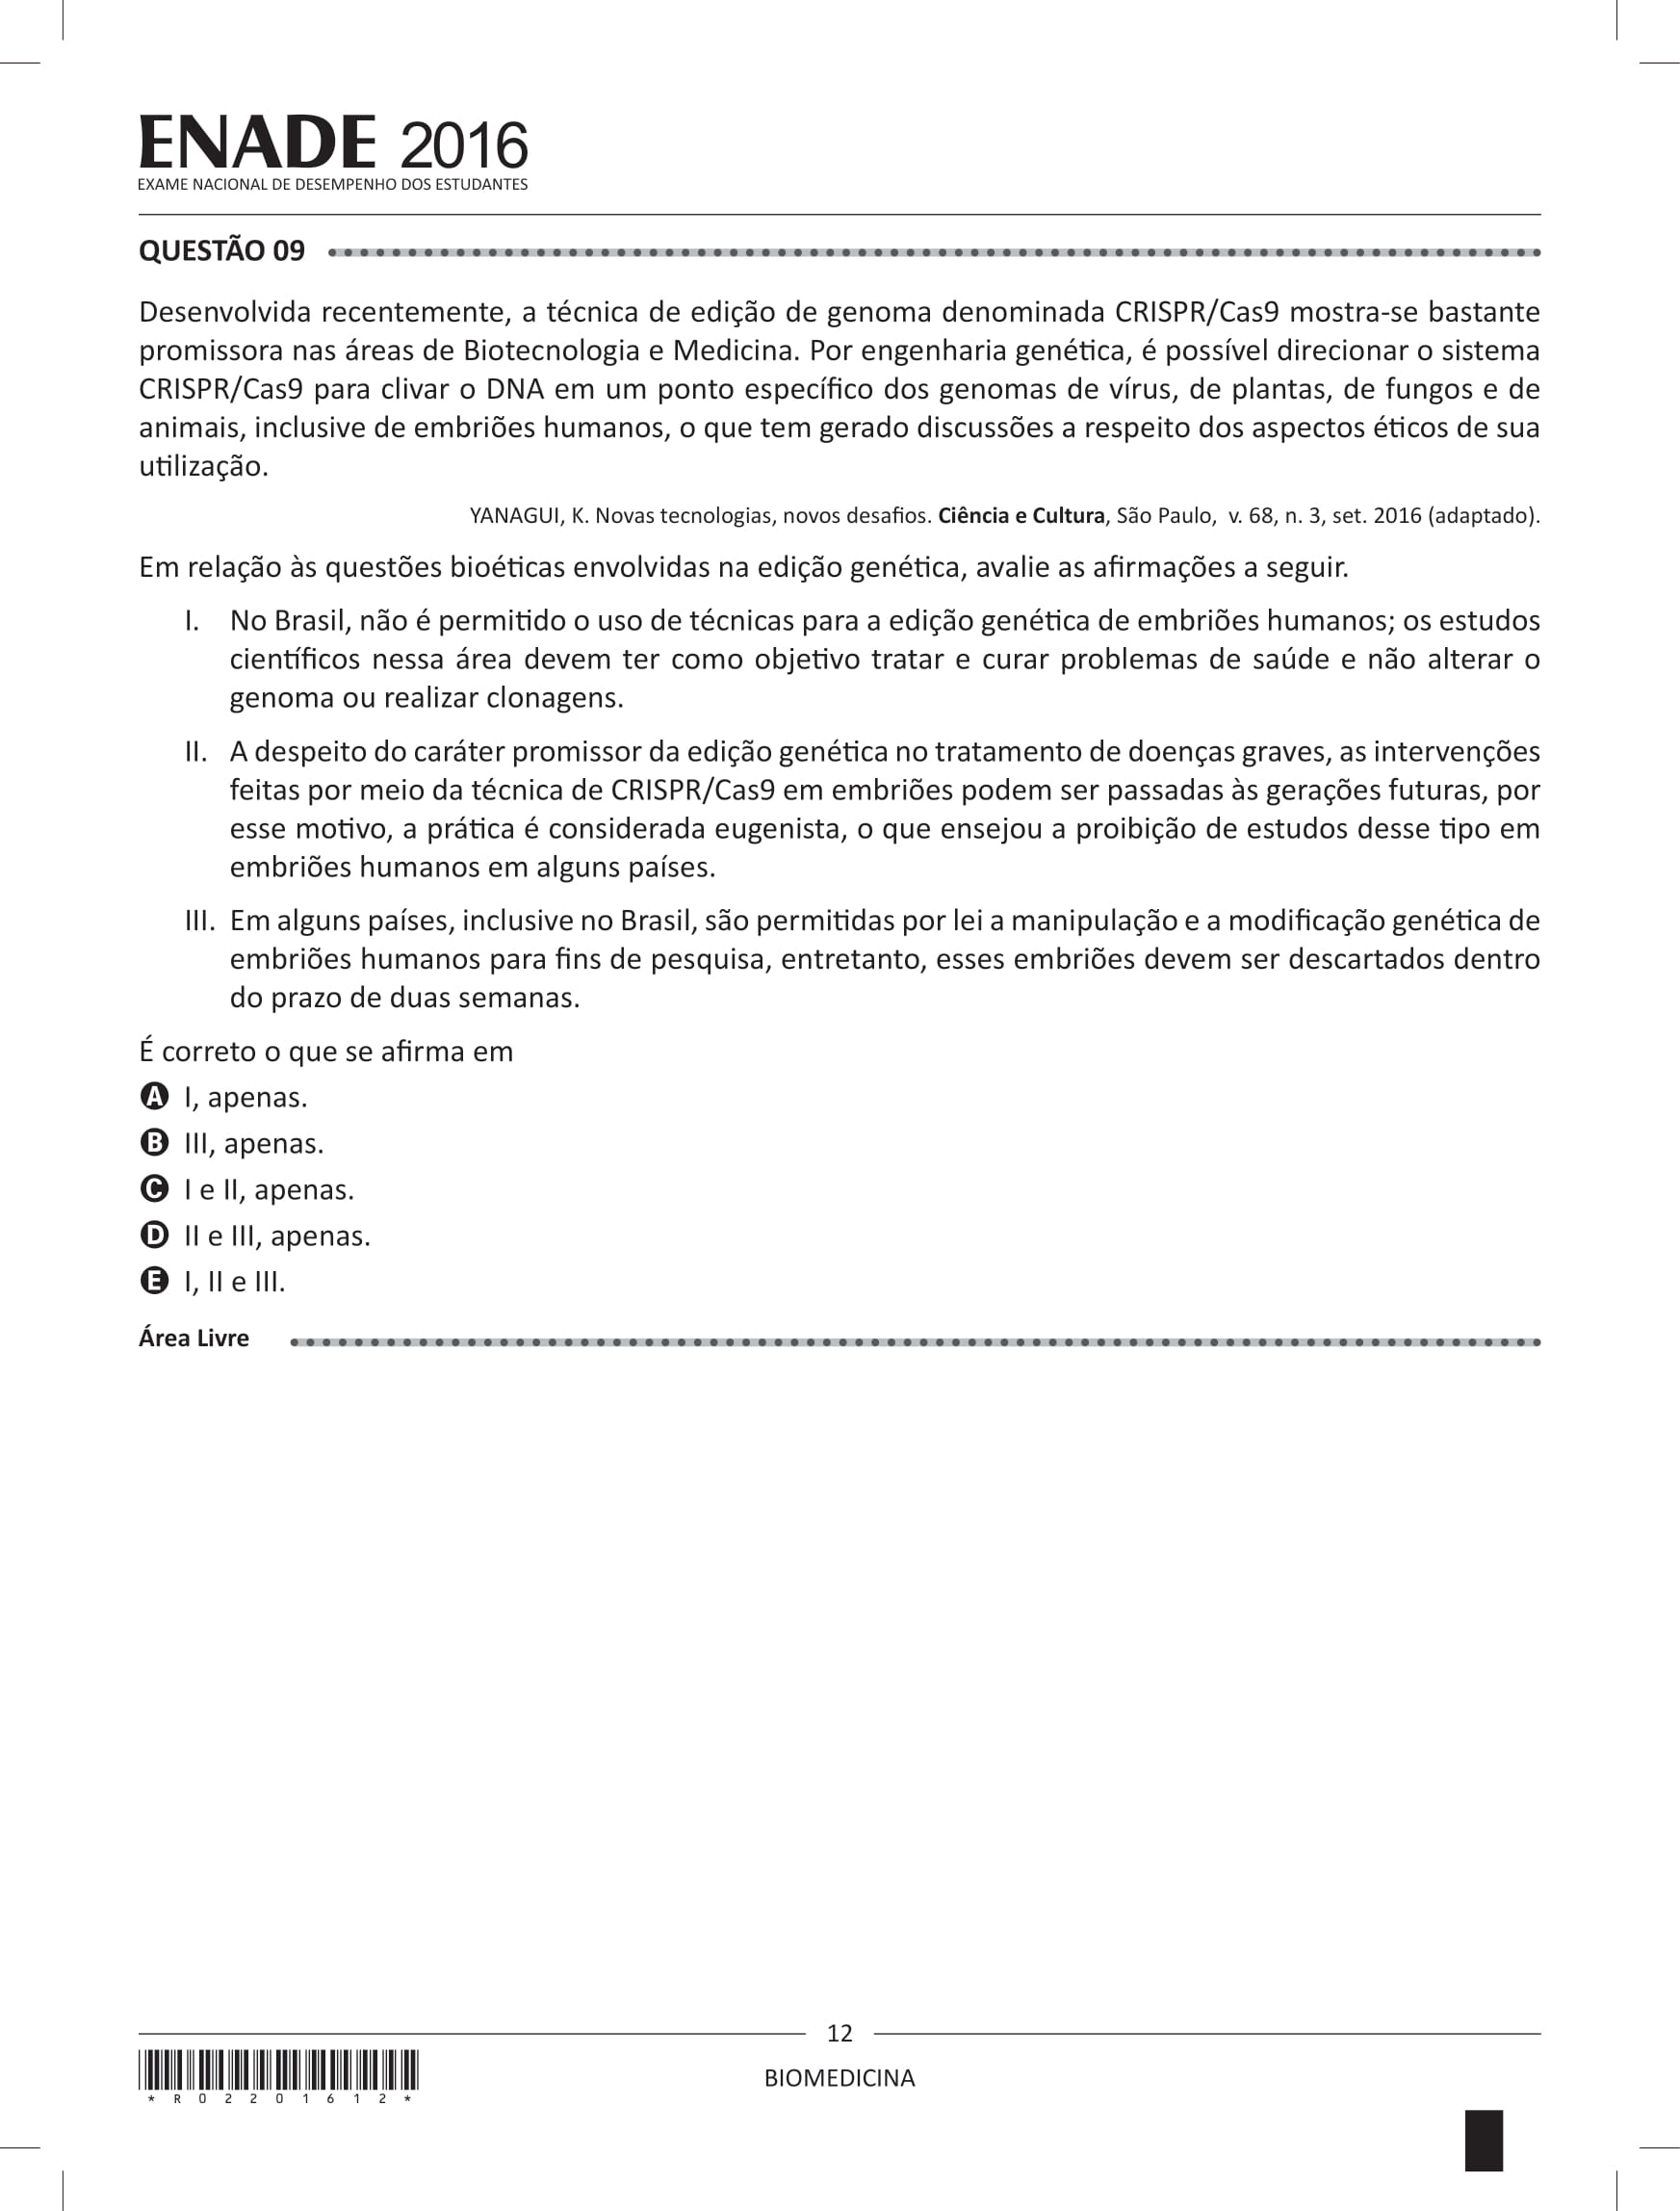 ENADE 2016
EXAME NACIONAL DE DESEMPENHO DOS ESTUDANTES
QUESTÃO 09
Desenvolvida recentemente, a técnica de edição de genoma denominada CRISPR/Cas9 mostra-se bastante
promissora nas áreas de Biotecnologia e Medicina. Por engenharia genética, é possível direcionar o sistema
CRISPR/Cas9 para clivar o DNA em um ponto específico dos genomas de vírus, de plantas, de fungos e de
animais, inclusive de embriões humanos, o que tem gerado discussões a respeito dos aspectos éticos de sua
utilização.
YANAGUI, K. Novas tecnologias, novos desafios. Ciência e Cultura, São Paulo, v. 68, n. 3, set. 2016 (adaptado).
Em relação às questões bioéticas envolvidas na edição genética, avalie as afirmações a seguir.
I. No Brasil, não é permitido o uso de técnicas para a edição genética de embriões humanos; os estudos
científicos nessa área devem ter como objetivo tratar e curar problemas de saúde e não alterar o
genoma ou realizar clonagens.
II. A despeito do caráter promissor da edição genética no tratamento de doenças graves, as intervenções
feitas por meio da técnica de CRISPR/Cas9 em embriões podem ser passadas às gerações futuras, por
esse motivo, a prática é considerada eugenista, o que ensejou a proibição de estudos desse tipo em
embriões humanos em alguns países.
III. Em alguns países, inclusive no Brasil, são permitidas por lei a manipulação e a modificação genética de
embriões humanos para fins de pesquisa, entretanto, esses embriões devem ser descartados dentro
do prazo de duas semanas.
É correto o que se afirma em
A I, apenas.
B III, apenas.
C I e II, apenas.
D II e III, apenas.
E I, II e III.
Área Livre
12
BIOMEDICINA
* R 0 2 2 0 1 6 1 2 *